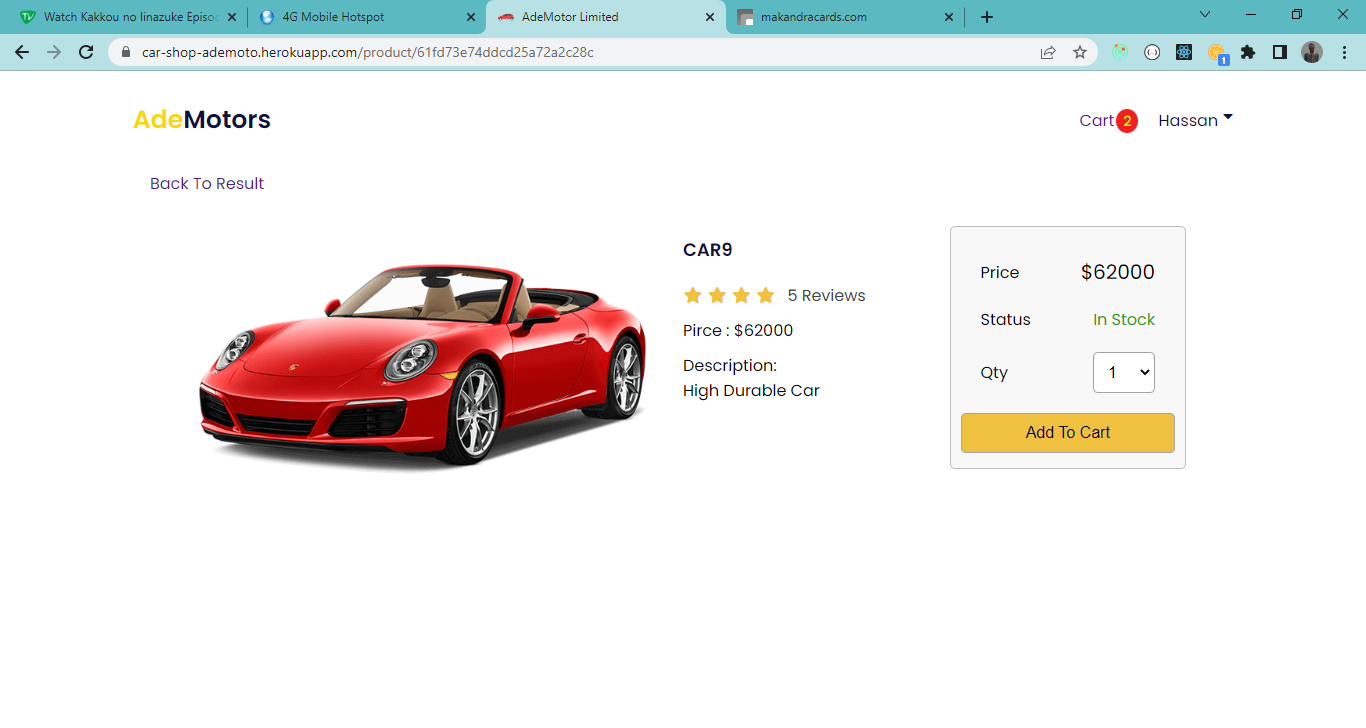 Watch Kakkou no Iinazuke Episod
4G Mobile Hotspot
AdeMotor Limited
makandracards.com
car-shop-ademoto.herokuapp.com/product/61fd73e74ddcd25a72a2c28c
1
AdeMotors
Cart 2
Hassan
Back To Result
CAR9
5 Reviews
Pirce : $62000
Description:
High Durable Car
Price $62000
Status In Stock
Qty 1
Add To Cart